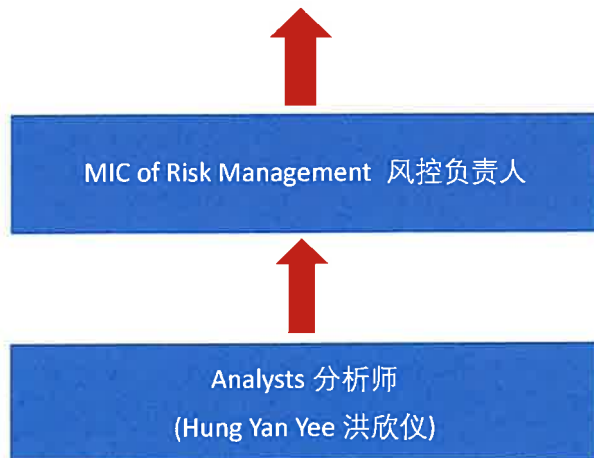 MIC of Risk Management 风控负责人
Analysts 分析师
(Hung Yan Yee 洪欣仪)